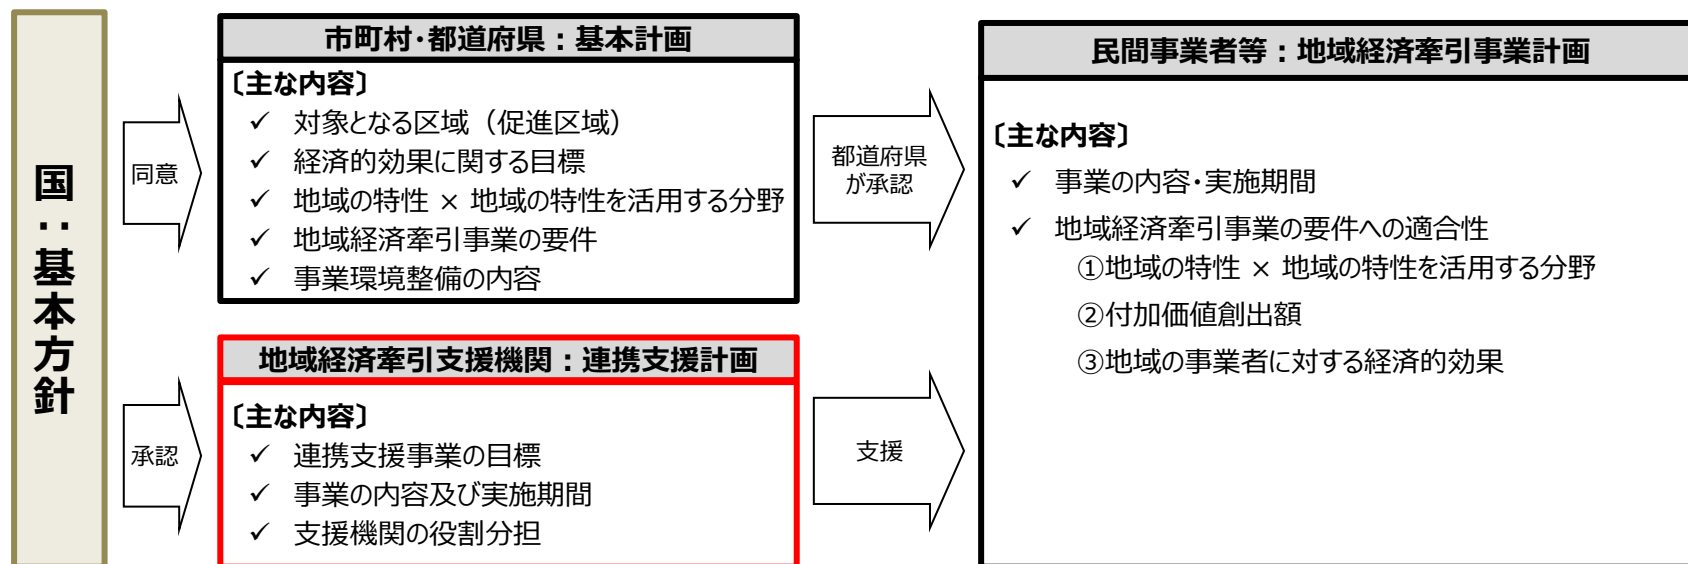 国：基本方針
同意
市町村・都道府県：基本計画
〔主な内容〕
✓ 対象となる区域（促進区域）
✓ 経済的効果に関する目標
✓ 地域の特性 × 地域の特性を活用する分野
✓ 地域経済牽引事業の要件
✓ 事業環境整備の内容
都道府県
が承認
承認
地域経済牽引支援機関：連携支援計画
〔主な内容〕
✓ 連携支援事業の目標
✓ 事業の内容及び実施期間
✓ 支援機関の役割分担
支援
民間事業者等：地域経済牽引事業計画
〔主な内容〕
✓ 事業の内容・実施期間
✓ 地域経済牽引事業の要件への適合性
①地域の特性 × 地域の特性を活用する分野
②付加価値創出額
③地域の事業者に対する経済的効果